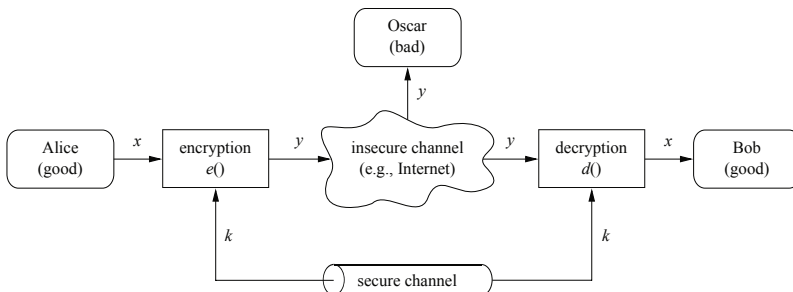 Oscar
(bad)
y
Alice
(good)
x
encryption
e()
y
insecure channel
(e.g., Internet)
y
decryption
d()
x
Bob
(good)
k
k
secure channel